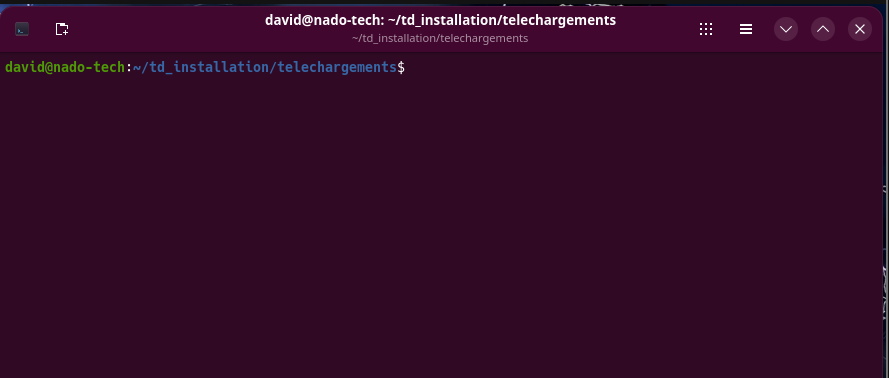 david@nado-tech: ~/td_installation/telechargements
~/td_installation/telechargements
david@nado-tech:~/td_installation/telechargements$